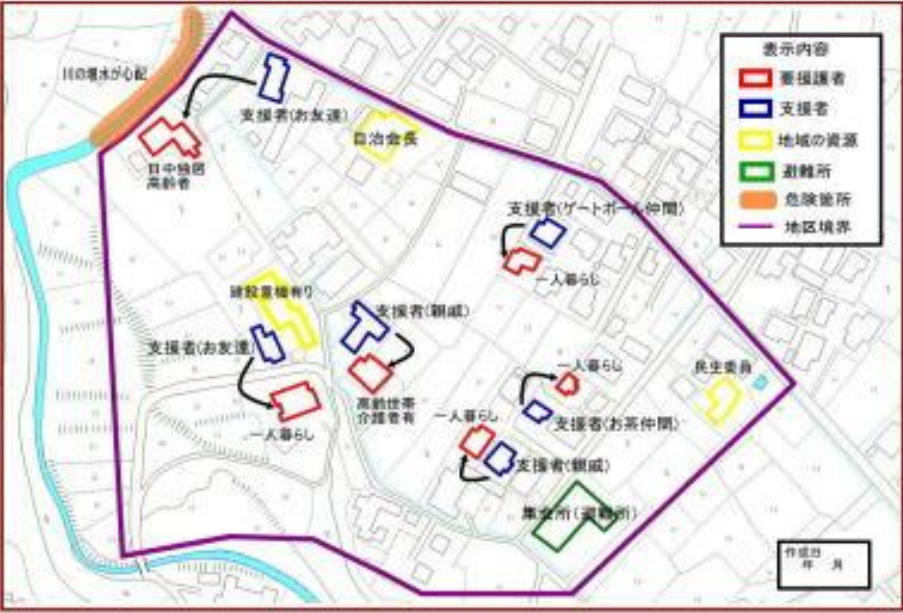 川の増水が心配
支援者(お友達)
日中独居
高齢者
自治会長
表示内容
要援護者
支援者
地域の資源
避難所
危険箇所
地区境界
支援者(ゲートボール仲間)
一人暮らし
建設重機有り
支援者(お友達)
一人暮らし
支援者(親戚)
高齢世帯
介護者有
一人暮らし
支援者(お茶仲間)
一人暮らし
支援者(親戚)
民生委員
集会所(避難所)
作成日
年 月